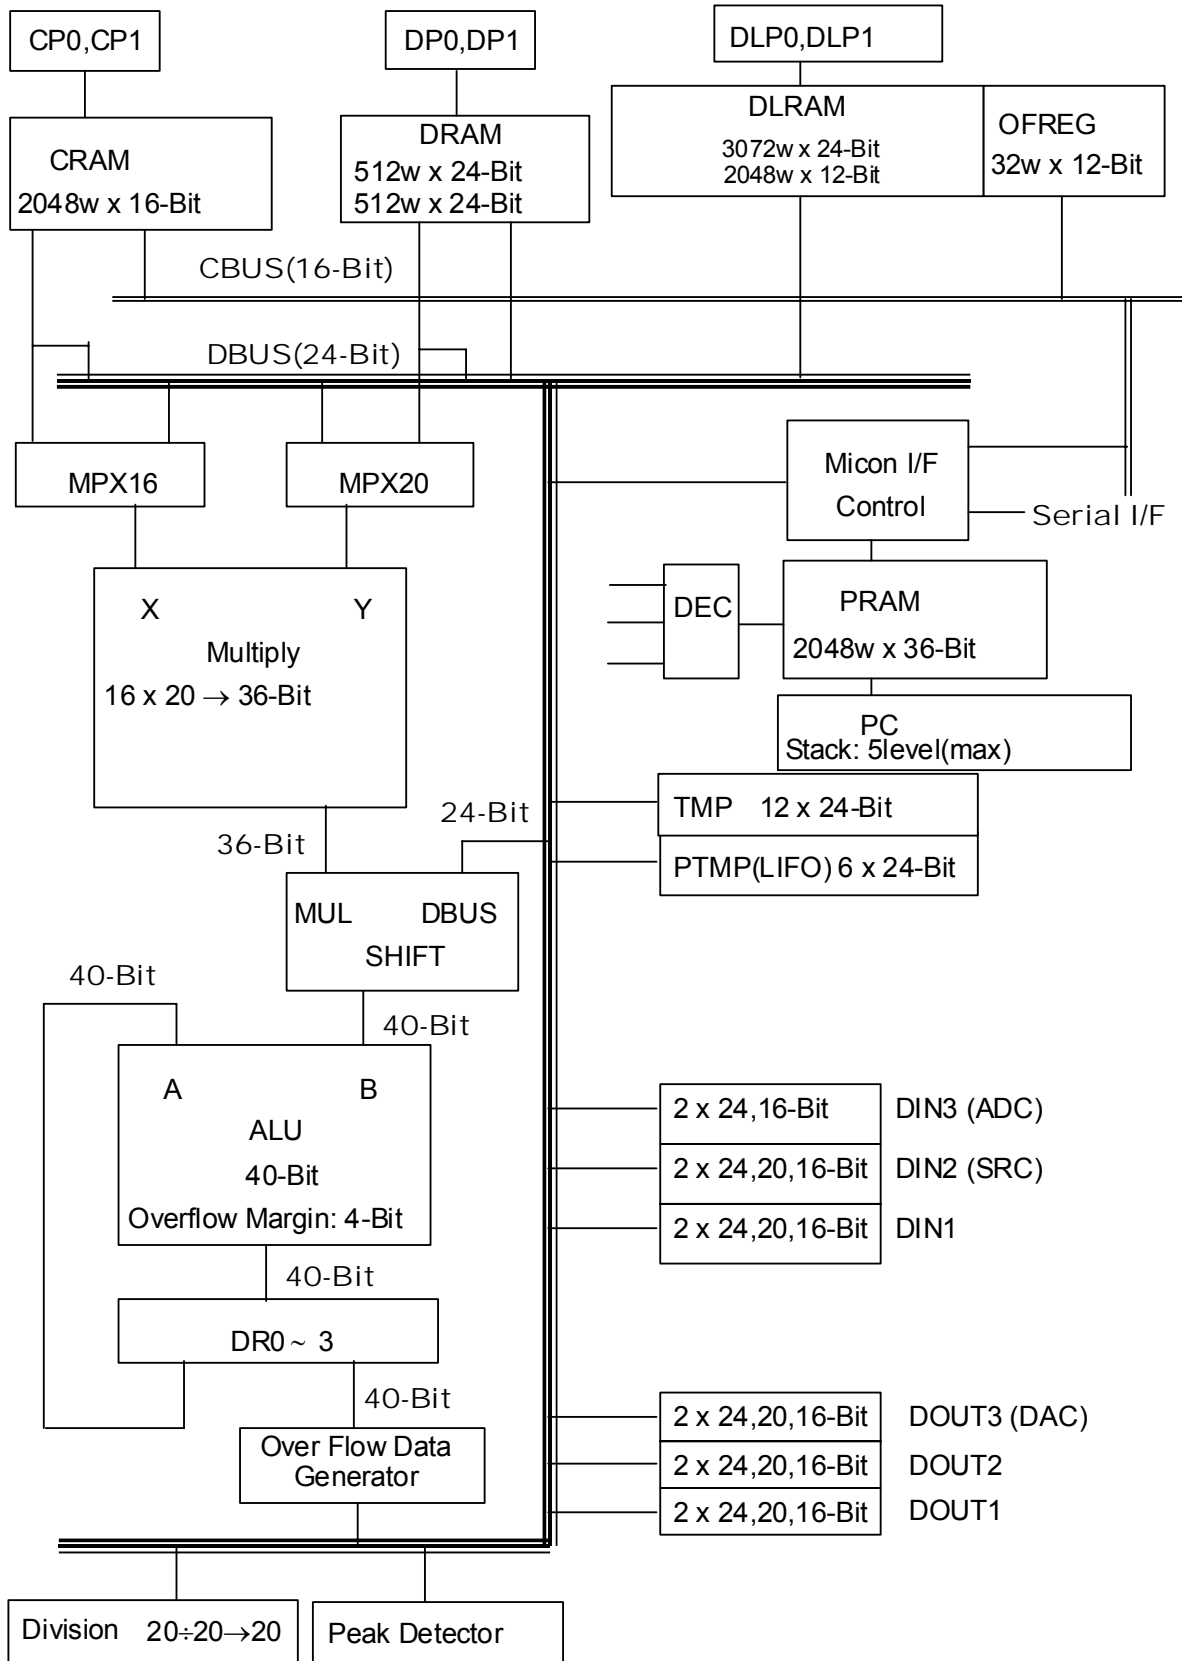 CP0,CP1
DP0,DP1
DLP0,DLP1
CRAM
2048w x 16-Bit
DRAM
512w x 24-Bit
512w x 24-Bit
DLRAM
3072w x 24-Bit
2048w x 12-Bit
OFREG
32w x 12-Bit
CBUS(16-Bit)
DBUS(24-Bit)
MPX16
MPX20
Micon I/F
Control
Serial I/F
X Y
Multiply
16 x 20 → 36-Bit
DEC
PRAM
2048w x 36-Bit
PC
Stack: 5level(max)
TMP 12 x 24-Bit
PTMP(LIFO) 6 x 24-Bit
24-Bit
36-Bit
MUL DBUS
SHIFT
40-Bit
40-Bit
A B
ALU
40-Bit
Overflow Margin: 4-Bit
2 x 24,16-Bit DIN3 (ADC)
2 x 24,20,16-Bit DIN2 (SRC)
2 x 24,20,16-Bit DIN1
40-Bit
DR0 ~ 3
40-Bit
Over Flow Data
Generator
2 x 24,20,16-Bit DOUT3 (DAC)
2 x 24,20,16-Bit DOUT2
2 x 24,20,16-Bit DOUT1
Division 20÷20→20
Peak Detector